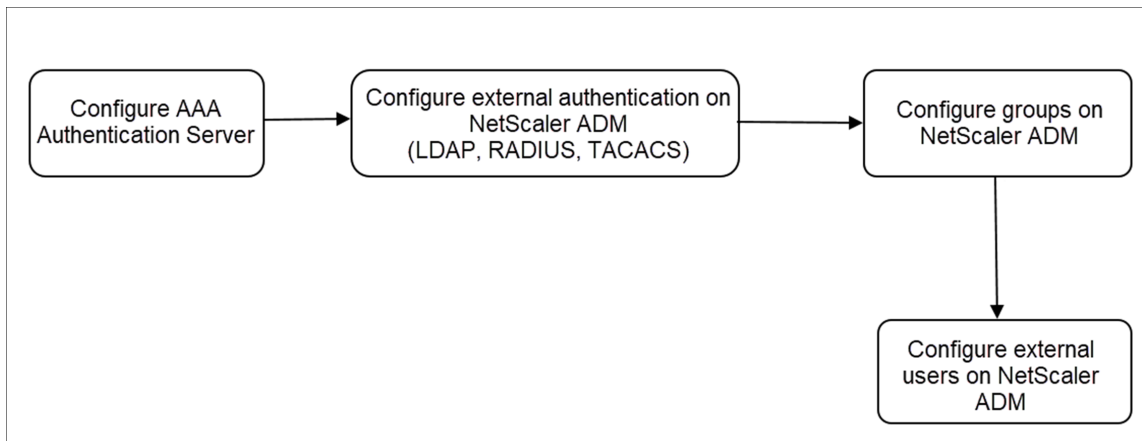 Configure AAA
Authentication Server
Configure external authentication on
NetScaler ADM
(LDAP, RADIUS, TACACS)
Configure groups on
NetScaler ADM
Configure external
users on NetScaler
ADM